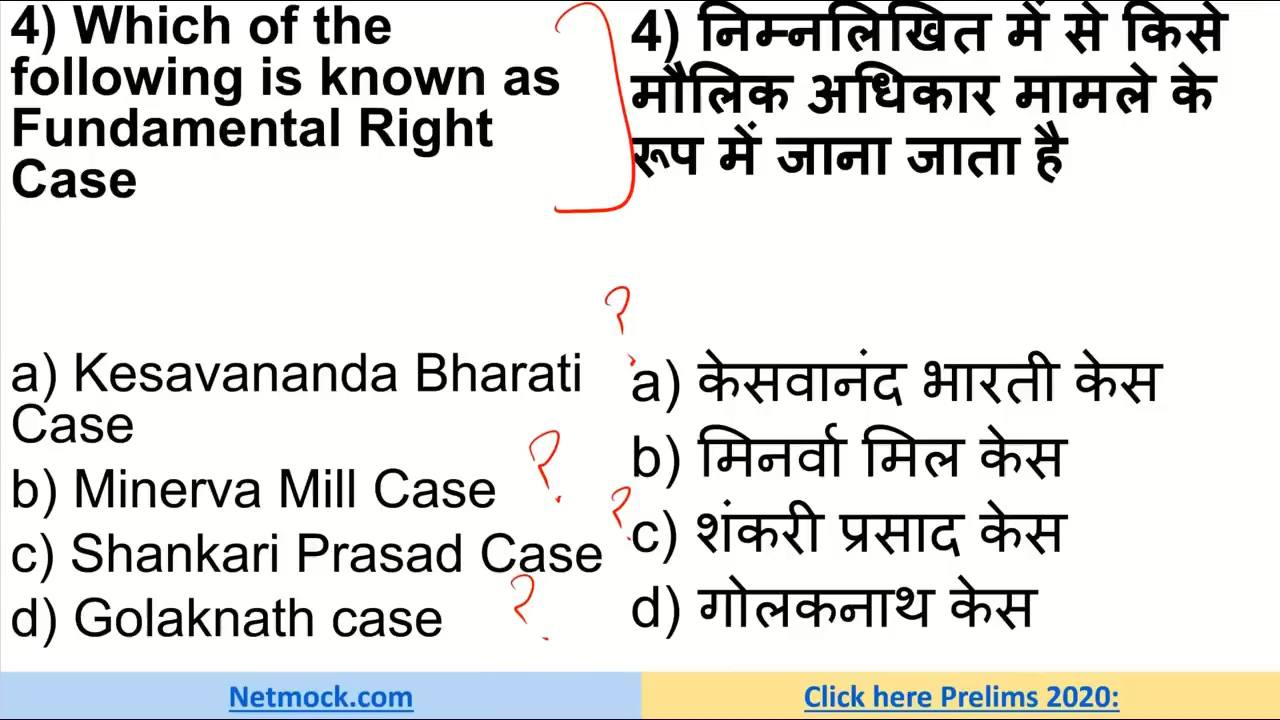 4) Which of the
following is known as
Fundamental Right
Case
a) Kesavananda Bharati
Case
b) Minerva Mill Case
c) Shankari Prasad Case
d) Golaknath case
4) निम्नलिखित में से किसे
मौलिक अधिकार मामले के
रूप में जाना जाता है
a) केसवानंद भारती केस
b) मिनर्वा मिल केस
c) शंकरी प्रसाद केस
d) गोलकनाथ केस
?
?
?
?
Netmock.com
Click here Prelims 2020: